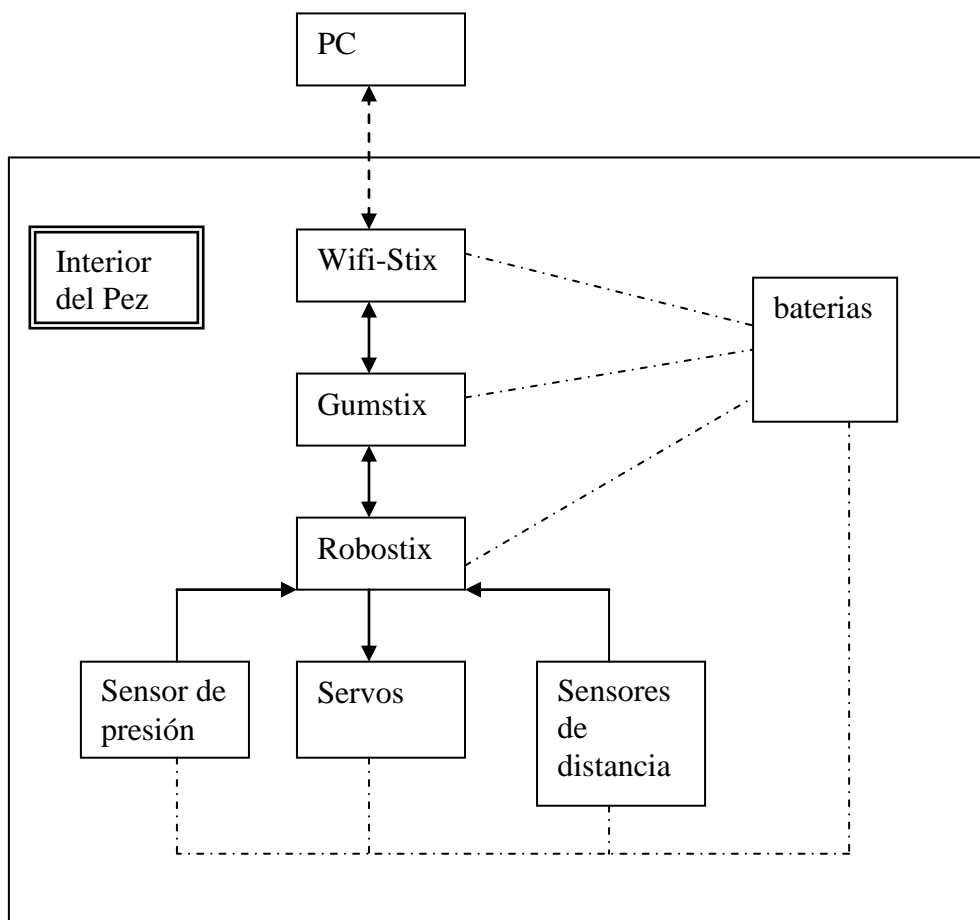 PC
Interior
del Pez
Wifi-Stix
baterias
Gumstix
Robostix
Sensor de
presión
Servos
Sensores
de
distancia